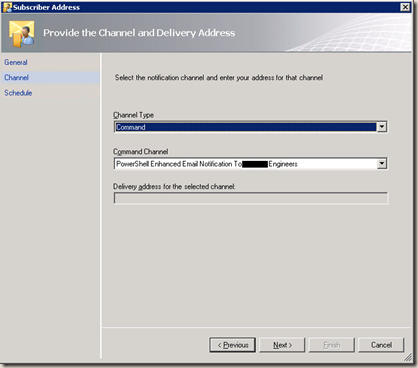 Subscriber Address
Provide the Channel and Delivery Address
General
Channel
Schedule
Select the notification channel and enter your address for that channel
Channel Type
Command
Command Channel
PowerShell Enhanced Email Notification To Engineers
Delivery address for the selected channel:
< Previous
Next >
Finish
Cancel